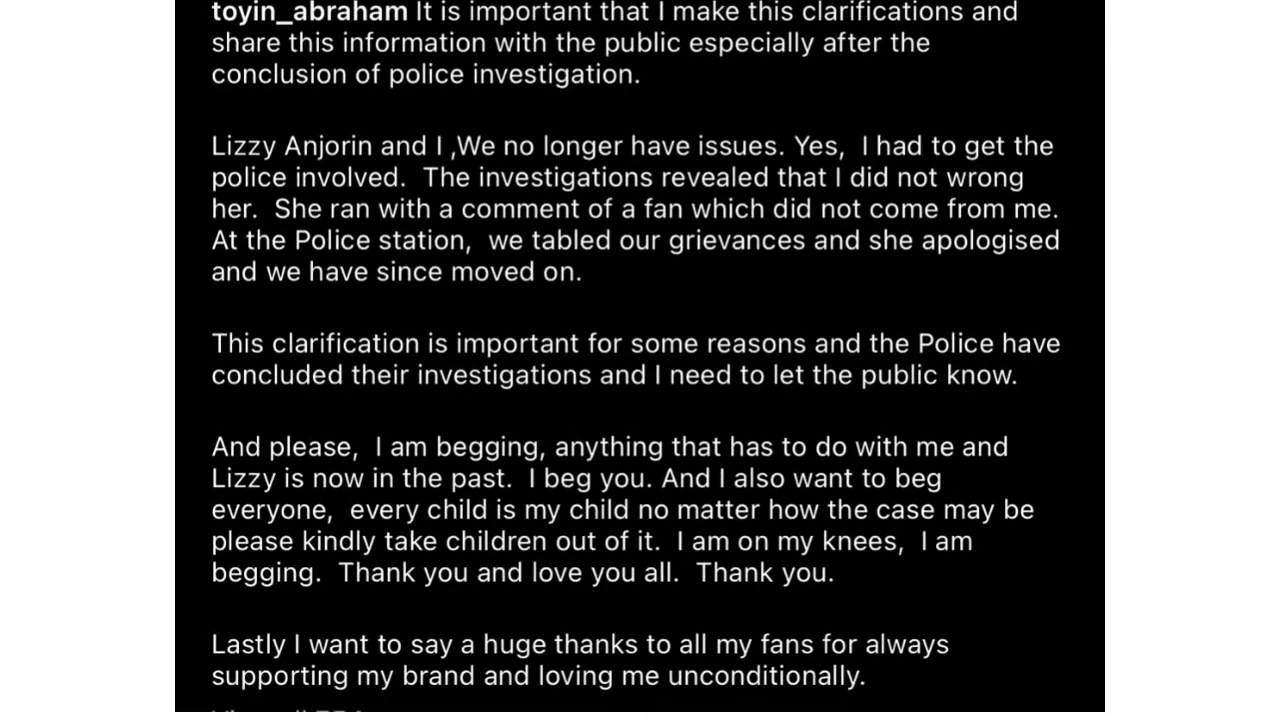 toyin_abraham It is important that I make this clarifications and
share this information with the public especially after the
conclusion of police investigation.
Lizzy Anjorin and I ,We no longer have issues. Yes,  I had to get the
police involved.  The investigations revealed that I did not wrong
her.  She ran with a comment of a fan which did not come from me.
At the Police station,  we tabled our grievances and she apologised
and we have since moved on.
This clarification is important for some reasons and the Police have
concluded their investigations and I need to let the public know.
And please,  I am begging, anything that has to do with me and
Lizzy is now in the past.  I beg you. And I also want to beg
everyone,  every child is my child no matter how the case may be
please kindly take children out of it.  I am on my knees,  I am
begging.  Thank you and love you all.  Thank you.
Lastly I want to say a huge thanks to all my fans for always
supporting my brand and loving me unconditionally.